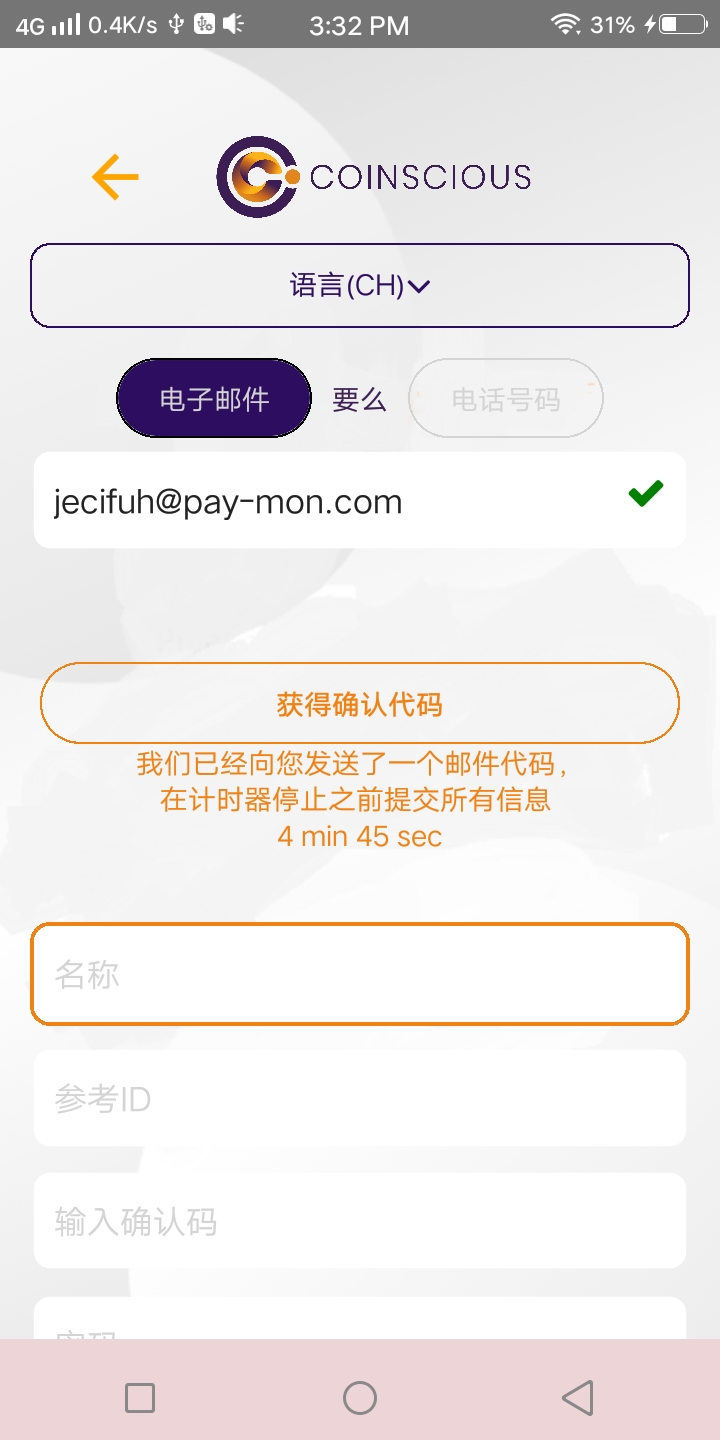 4G 0.4K/s 3:32 PM 31%
COINSCIOUS
语言(CH)
电子邮件 要么 电话号码
jecifuh@pay-mon.com
获得确认代码
我们已经向您发送了一个邮件代码，
在计时器停止之前提交所有信息
4 min 45 sec
名称
参考ID
输入确认码